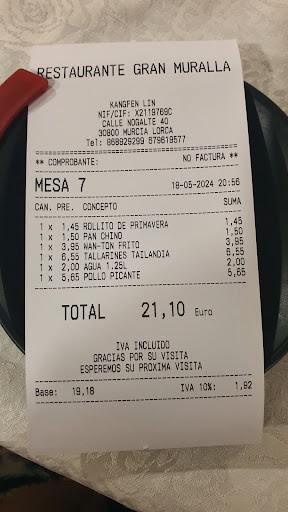 RESTAURANTE GRAN MURALLA
KANGFEN LIN
NIF/CIF: X2119769C
CALLE NOGALTE 40
30800 MURCIA LORCA
Tel: 868929299 679619577
** COMPROBANTE: NO FACTURA **
MESA 7 18-05-2024 20:56
CAN. PRE. CONCEPTO SUMA
1 x 1,45 ROLLITO DE PRIMAVERA 1,45
1 x 1,50 PAN CHINO 1,50
1 x 3,95 WAN-TON FRITO 3,95
1 x 6,55 TALLARINES TAILANDIA 6,55
1 x 2,00 AGUA 1.25L 2,00
1 x 5,65 POLLO PICANTE 5,65
TOTAL 21,10 Euro
IVA INCLUIDO
GRACIAS POR SU VISITA
ESPEREMOS SU PROXIMA VISITA
Base: 19,18 IVA 10%: 1,92